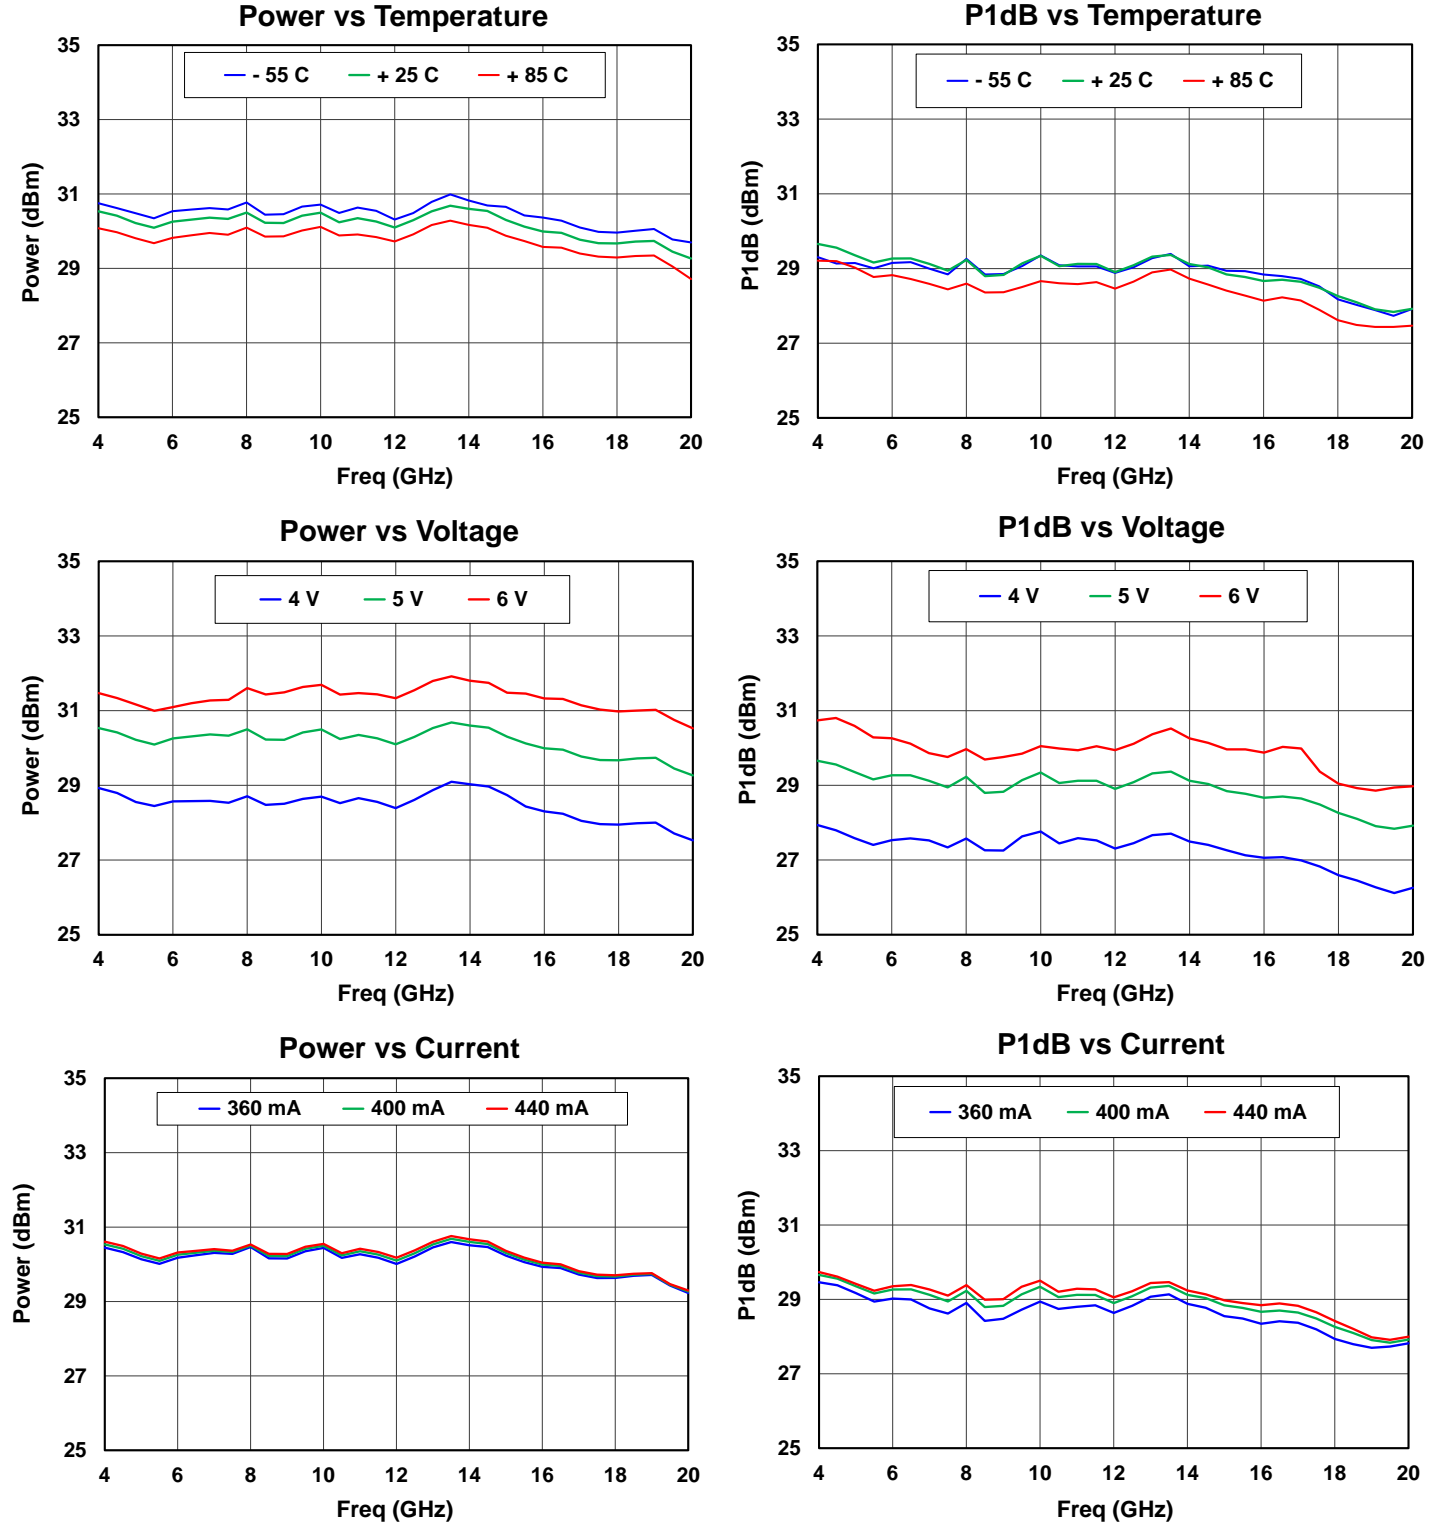 Power vs Temperature
- 55 C + 25 C + 85 C
Power (dBm)
35
33
31
29
27
25
4 6 8 10 12 14 16 18 20
Freq (GHz)
P1dB vs Temperature
- 55 C + 25 C + 85 C
P1dB (dBm)
35
33
31
29
27
25
4 6 8 10 12 14 16 18 20
Freq (GHz)
Power vs Voltage
4 V 5 V 6 V
Power (dBm)
35
33
31
29
27
25
4 6 8 10 12 14 16 18 20
Freq (GHz)
P1dB vs Voltage
4 V 5 V 6 V
P1dB (dBm)
35
33
31
29
27
25
4 6 8 10 12 14 16 18 20
Freq (GHz)
Power vs Current
360 mA 400 mA 440 mA
Power (dBm)
35
33
31
29
27
25
4 6 8 10 12 14 16 18 20
Freq (GHz)
P1dB vs Current
360 mA 400 mA 440 mA
P1dB (dBm)
35
33
31
29
27
25
4 6 8 10 12 14 16 18 20
Freq (GHz)